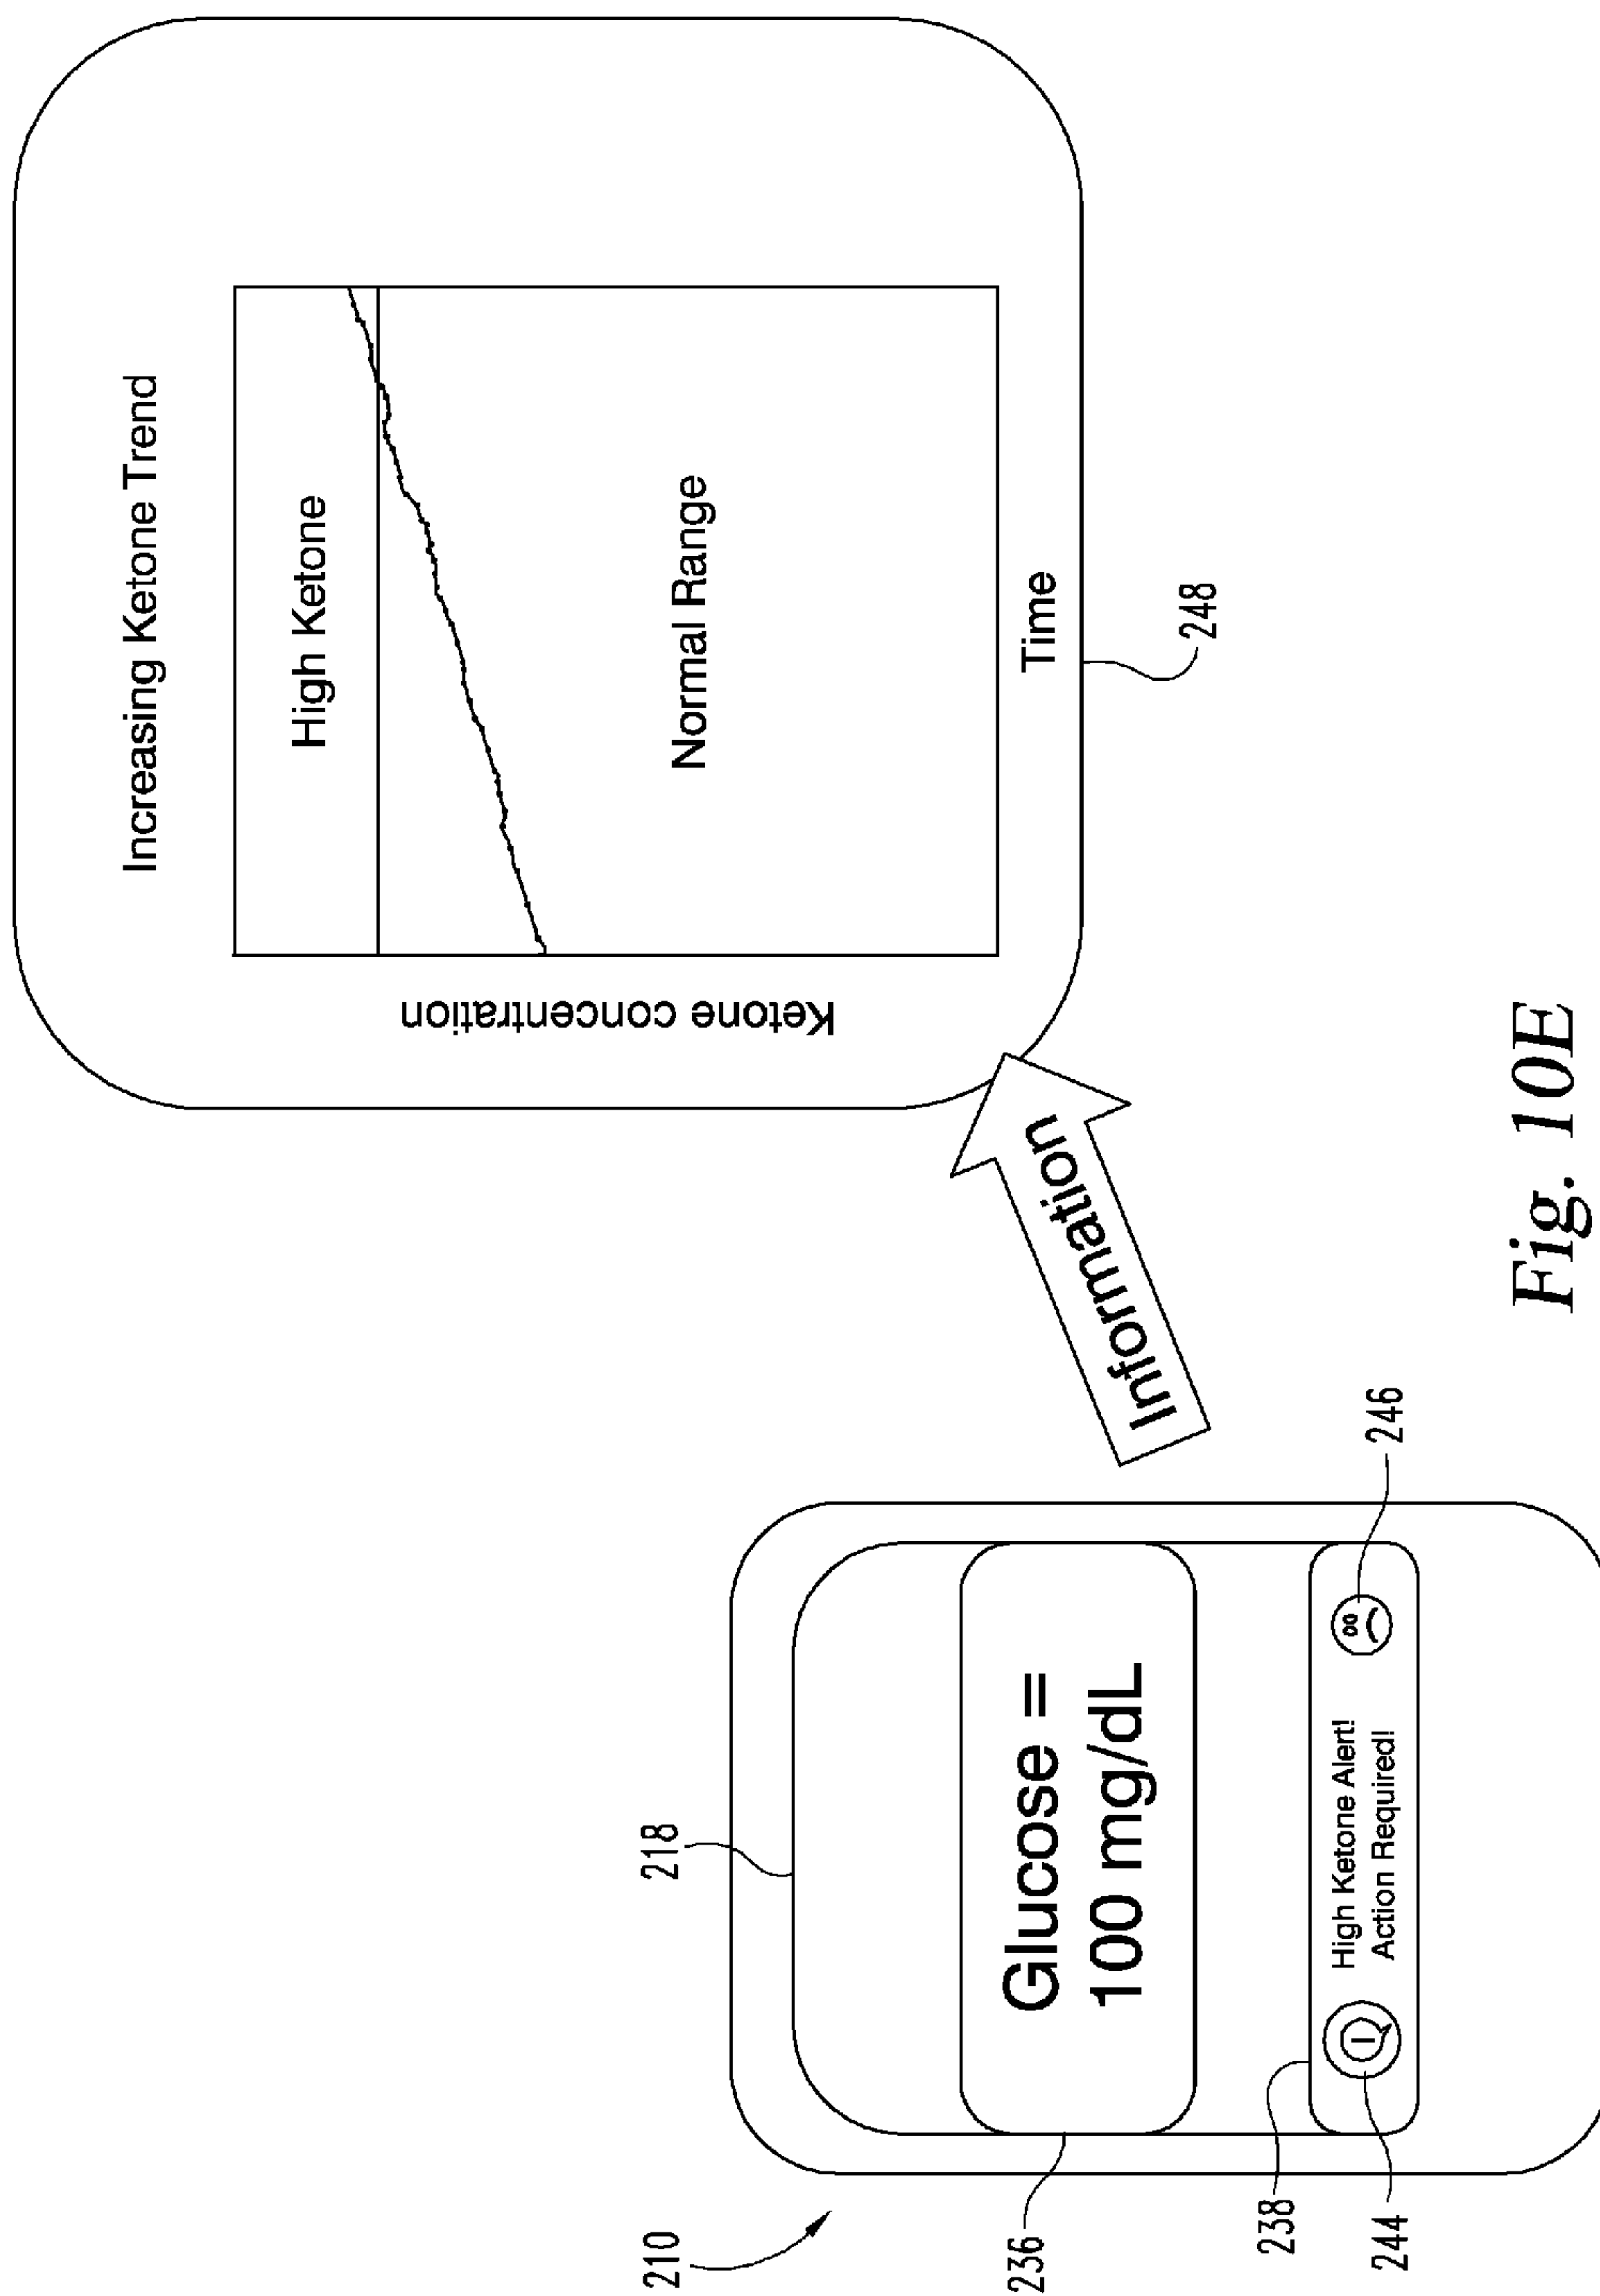 210
218
236
Glucose =
100 mg/dL
238
244
High Ketone Alert!
Action Required!
246
Information
Increasing Ketone Trend
Ketone concentration
High Ketone
Normal Range
Time
248
Fig. 10E